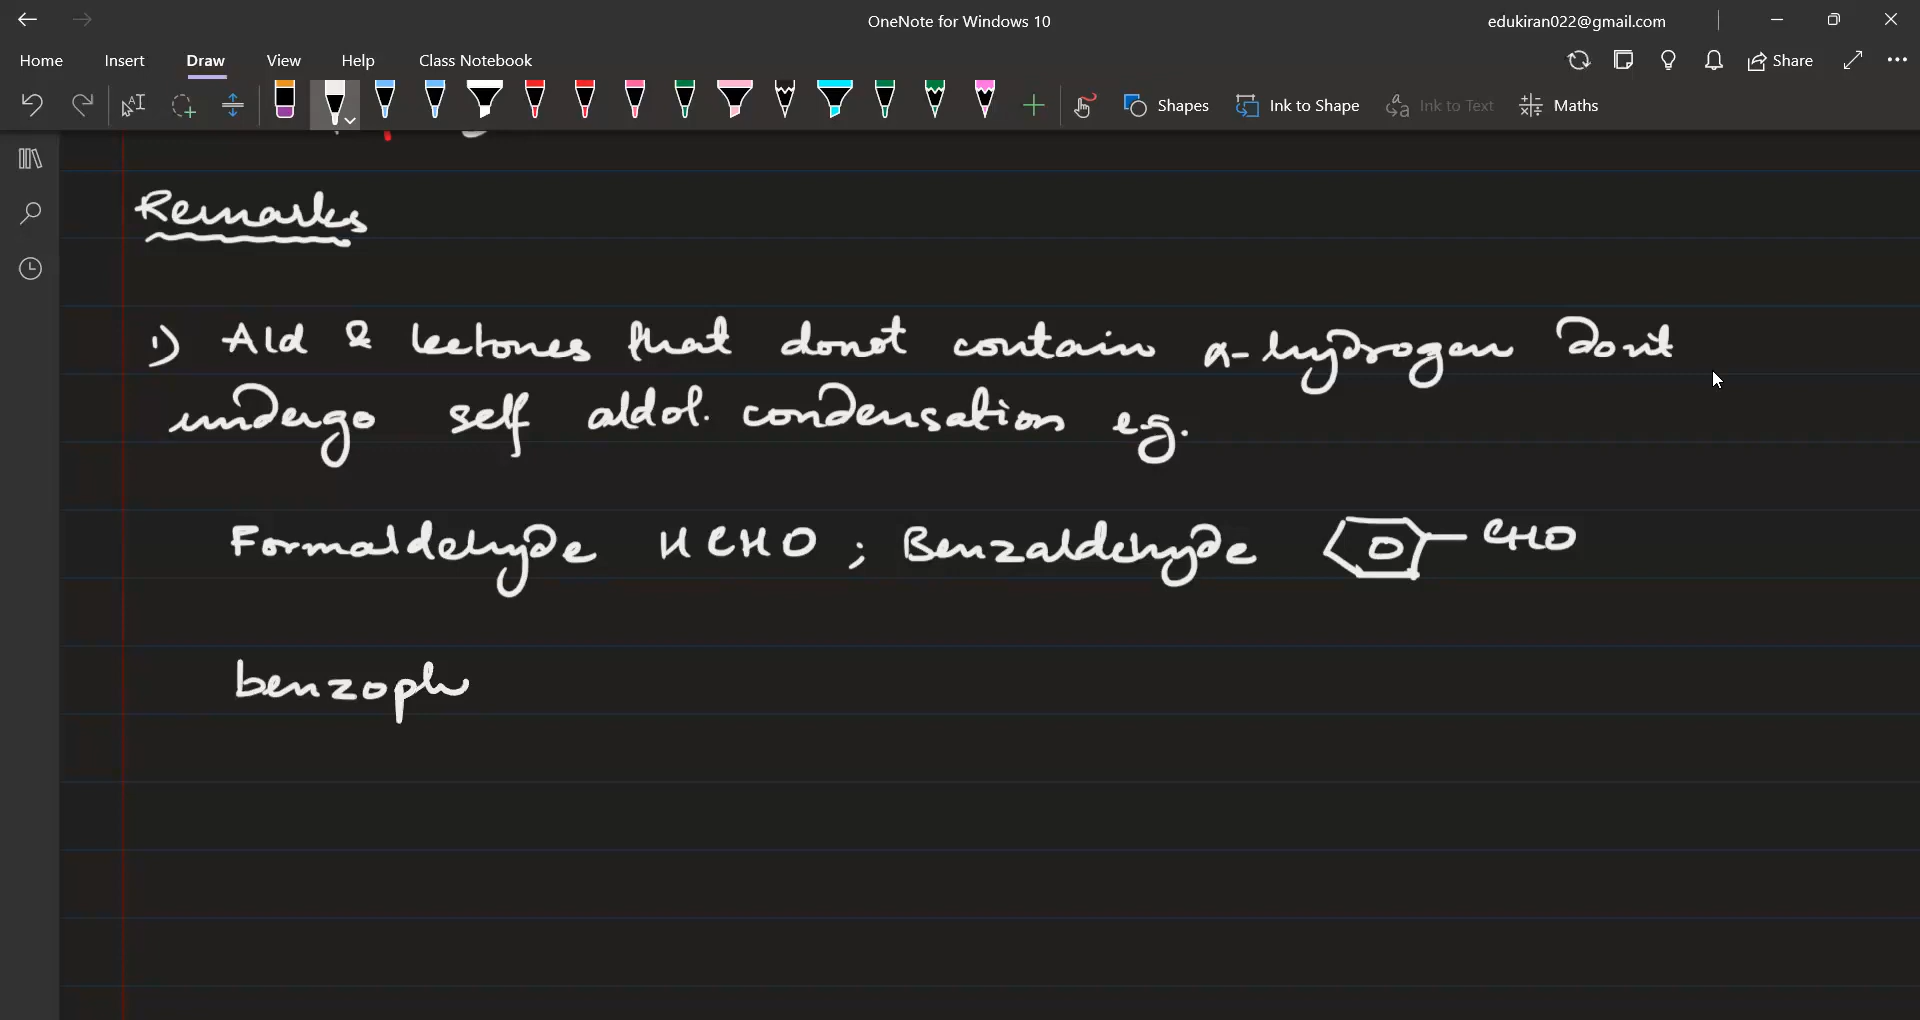 OneNote for Windows 10
edukiran022@gmail.com
Home Insert Draw View Help Class Notebook
Share
Shapes Ink to Shape Ink to Text Maths
Remarks
1) Ald & ketones that donot contain α-hydrogen don't
undergo self aldol. condensation eg.
Formaldehyde HCHO ; Benzaldehyde CHO
benzoph